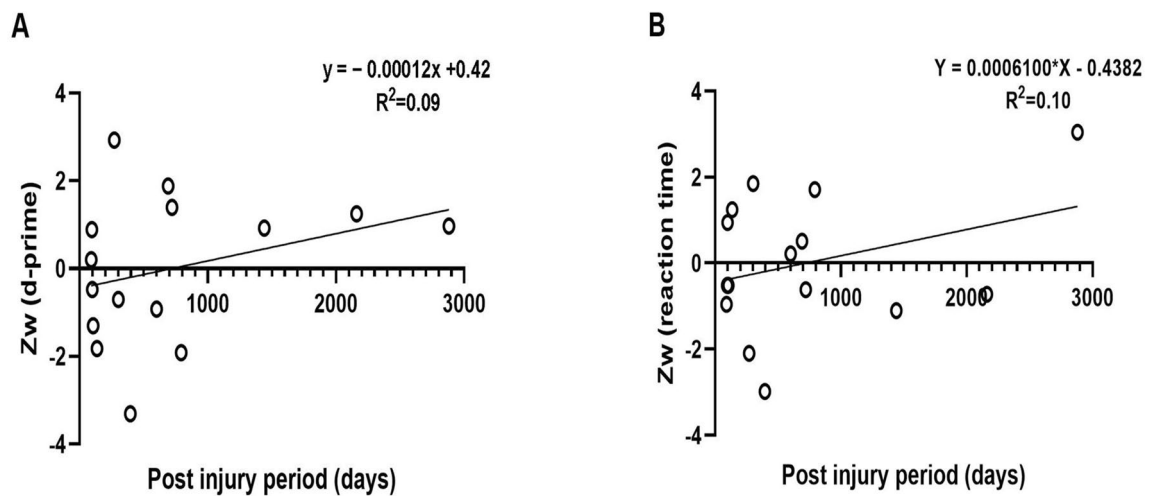 A
y = − 0.00012x +0.42
R²=0.09
4
2
0
-2
-4
1000
2000
3000
Zw (d-prime)
Post injury period (days)
B
Y = 0.0006100*X - 0.4382
R²=0.10
4
2
0
-2
-4
1000
2000
3000
Zw (reaction time)
Post injury period (days)